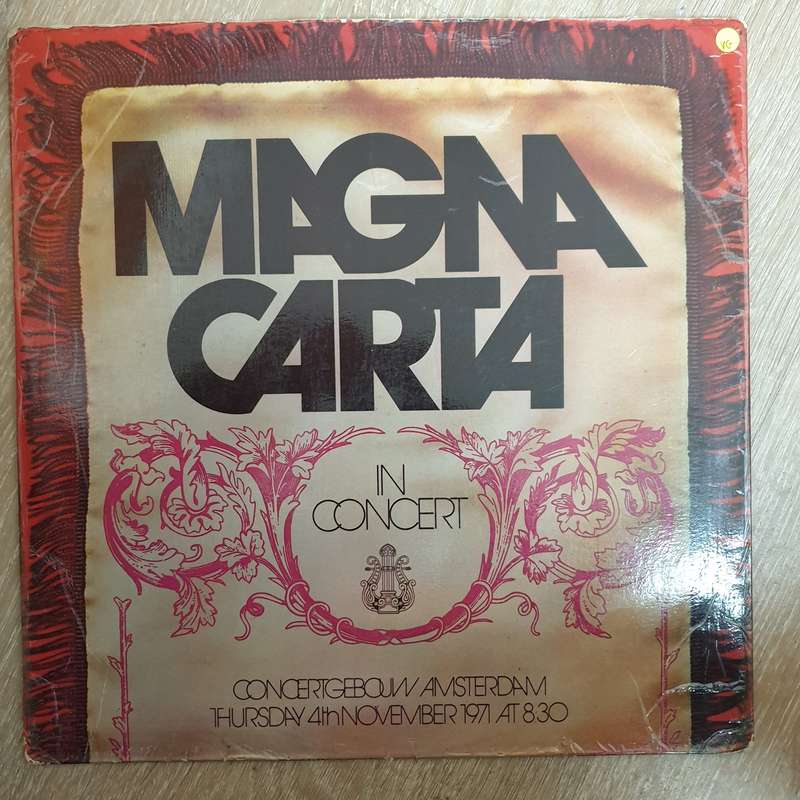 MAGNA
CARTA
IN
CONCERT
CONCERTGEBOUW AMSTERDAM
THURSDAY 4th NOVEMBER 1971 AT 8.30